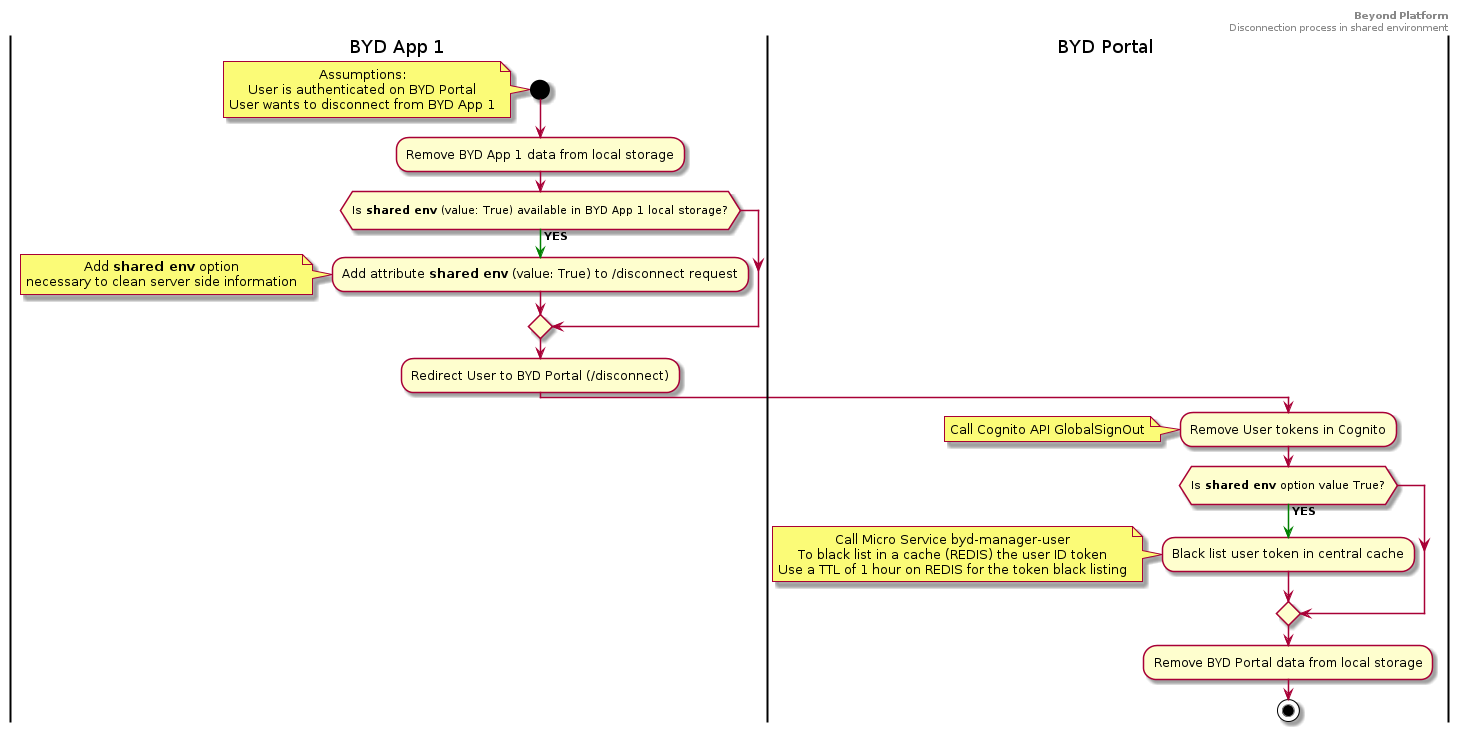 Beyond Platform
Disconnection process in shared environment
BYD App 1
BYD Portal
Assumptions:
User is authenticated on BYD Portal
User wants to disconnect from BYD App 1
Remove BYD App 1 data from local storage
Is shared env (value: True) available in BYD App 1 local storage?
YES
Add shared env option
necessary to clean server side information
Add attribute shared env (value: True) to /disconnect request
Redirect User to BYD Portal (/disconnect)
Call Cognito API GlobalSignOut
Remove User tokens in Cognito
Is shared env option value True?
YES
Call Micro Service byd-manager-user
To black list in a cache (REDIS) the user ID token
Use a TTL of 1 hour on REDIS for the token black listing
Black list user token in central cache
Remove BYD Portal data from local storage